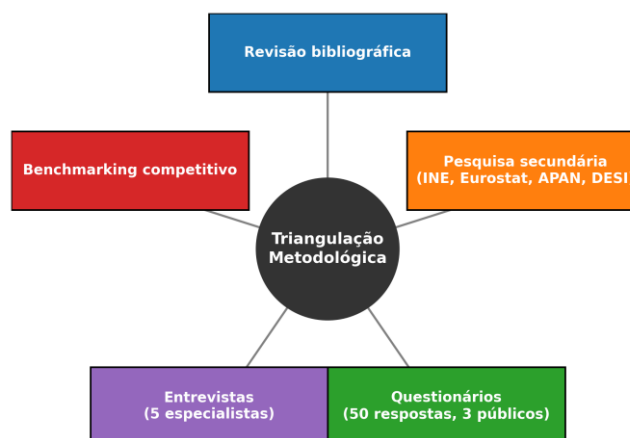 Revisão bibliográfica
Benchmarking competitivo
Pesquisa secundária
(INE, Eurostat, APAN, DESI
Triangulação
Metodológica
Entrevistas
(5 especialistas)
Questionários
(50 respostas, 3 públicos)